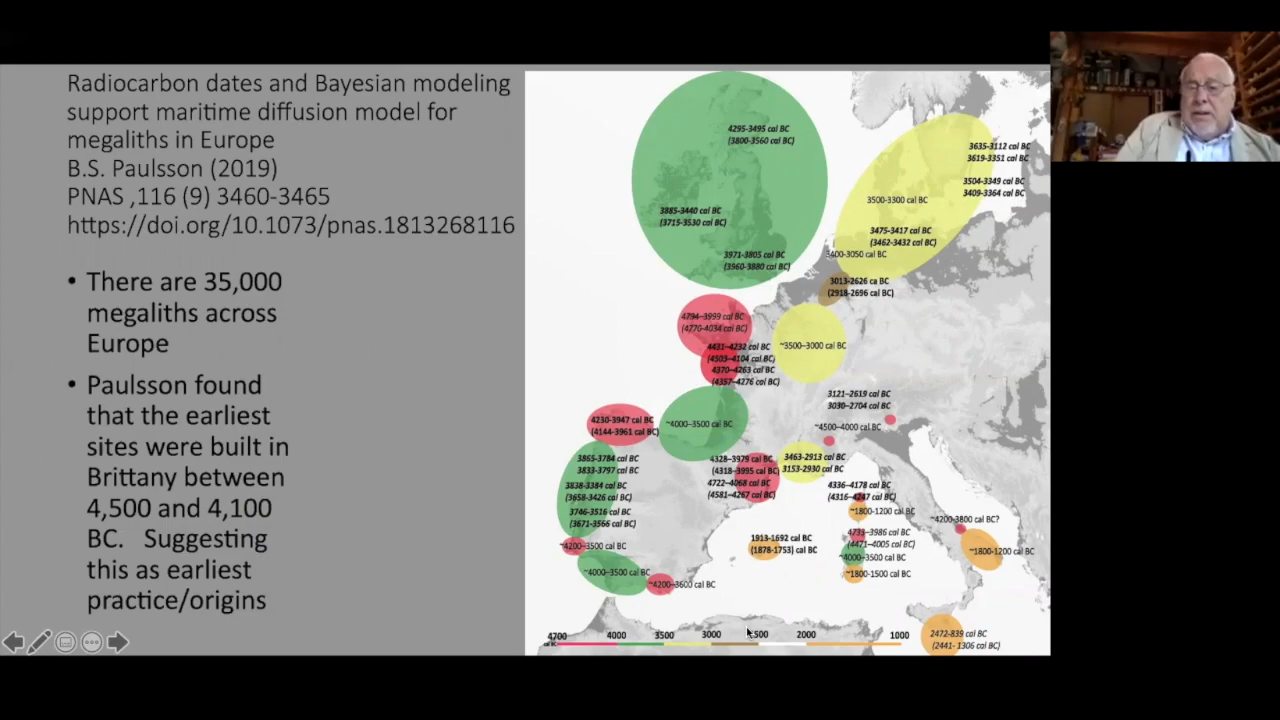 Radiocarbon dates and Bayesian modeling
support maritime diffusion model for
megaliths in Europe
B.S. Paulsson (2019)
PNAS ,116 (9) 3460-3465
https://doi.org/10.1073/pnas.1813268116
• There are 35,000
megaliths across
Europe
• Paulsson found
that the earliest
sites were built in
Brittany between
4,500 and 4,100
BC. Suggesting
this as earliest
practice/origins
4295-3495 cal BC
(3800-3560 cal BC)
3885-3440 cal BC
(3715-3530 cal BC)
3971-3805 cal BC
(3960-3880 cal BC)
3635-3112 cal BC
3619-3351 cal BC
3504-3349 cal BC
3409-3364 cal BC
3500-3300 cal BC
3475-3417 cal BC
(3462-3432 cal BC)
3400-3050 cal BC
3013-2626 ca BC
(2918-2696 cal BC)
4794–3999 cal BC
(4770-4034 cal BC)
4431–4232 cal BC
(4503–4104 cal BC)
4370–4263 cal BC
(4357–4276 cal BC)
~3500–3000 cal BC
3121–2619 cal BC
3030–2704 cal BC
~4500–4000 cal BC
4230-3947 cal BC
(4144-3961 cal BC)
~4000–3500 cal BC
3865-3784 cal BC
3833-3797 cal BC
3838-3384 cal BC
(3658-3426 cal BC)
3746-3516 cal BC
(3671-3566 cal BC)
4328–3979 cal BC
(4318–3995 cal BC)
4722–4068 cal BC
(4581–4267 cal BC)
3463-2913 cal BC
3153-2930 cal BC
4336–4178 cal BC
(4316–4247 cal BC)
~1800-1200 cal BC
4733–3986 cal BC
(4471–4005 cal BC)
~4000–3500 cal BC
~1800-1500 cal BC
~4200-3800 cal BC?
~1800-1200 cal BC
1913-1692 cal BC
(1878-1753) cal BC
~4200–3500 cal BC
~4000–3500 cal BC
~4200–3600 cal BC
2472-839 cal BC
(2441- 1306 cal BC)
4700 4000 3500 3000 2500 2000 1000